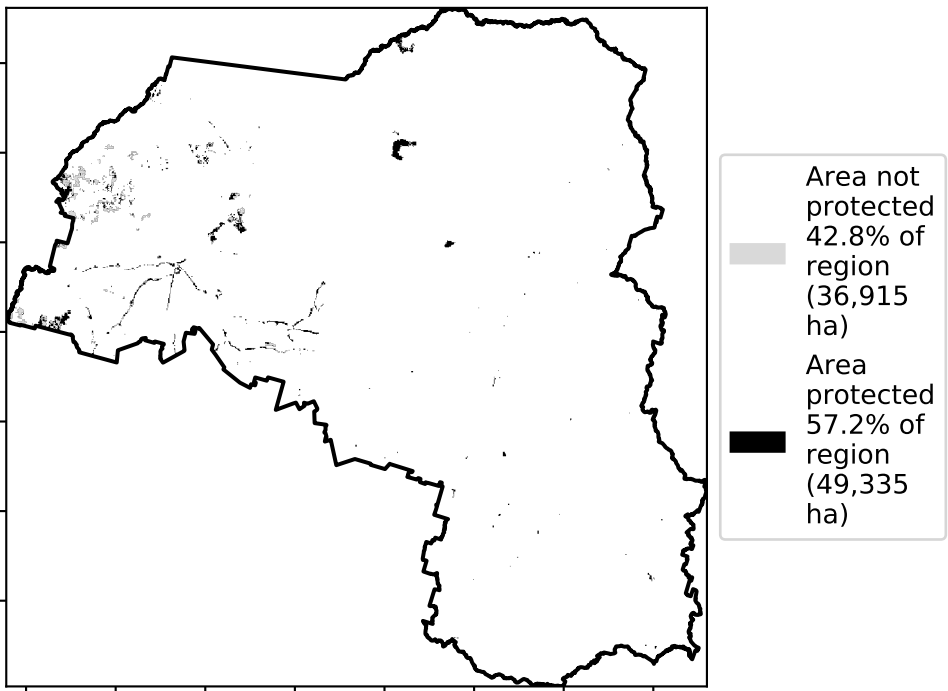 Area not
protected
42.8% of
region
(36,915
ha)
Area
protected
57.2% of
region
(49,335
ha)